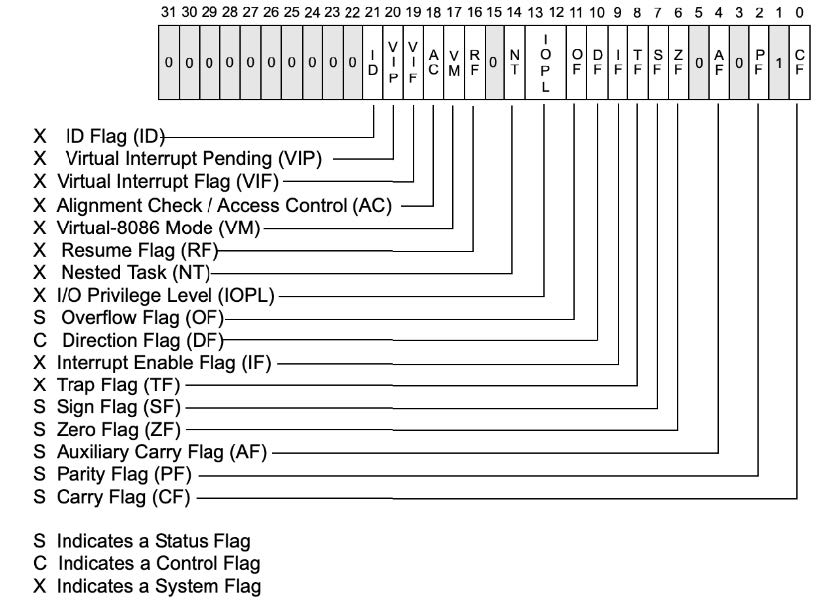 31 30 29 28 27 26 25 24 23 22 21 20 19 18 17 16 15 14 13 12 11 10 9 8 7 6 5 4 3 2 1 0
0 0 0 0 0 0 0 0 0 0 ID VIP VIF AC VM RF 0 NT IOPL OF DF IF TF SF ZF 0 AF 0 PF 1 CF
X ID Flag (ID)
X Virtual Interrupt Pending (VIP)
X Virtual Interrupt Flag (VIF)
X Alignment Check / Access Control (AC)
X Virtual-8086 Mode (VM)
X Resume Flag (RF)
X Nested Task (NT)
X I/O Privilege Level (IOPL)
S Overflow Flag (OF)
C Direction Flag (DF)
X Interrupt Enable Flag (IF)
X Trap Flag (TF)
S Sign Flag (SF)
S Zero Flag (ZF)
S Auxiliary Carry Flag (AF)
S Parity Flag (PF)
S Carry Flag (CF)
S Indicates a Status Flag
C Indicates a Control Flag
X Indicates a System Flag